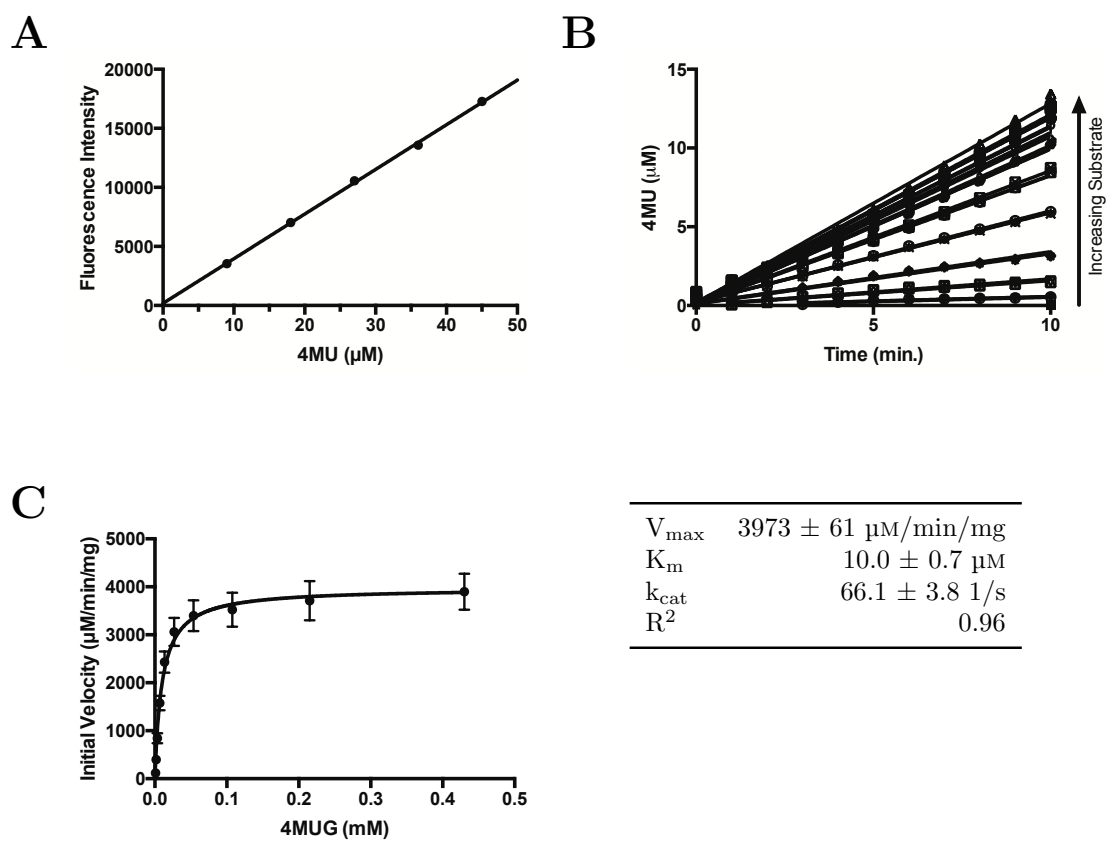 A
Fluorescence Intensity
20000
15000
10000
5000
0
0 10 20 30 40 50
4MU (µM)
B
4MU (µM)
15
10
5
0
0 5 10
Time (min.)
Increasing Substrate
C
Initial Velocity (µM/min/mg)
5000
4000
3000
2000
1000
0
0.0 0.1 0.2 0.3 0.4 0.5
4MUG (mM)
Vmax 3973 ± 61 µM/min/mg
Km 10.0 ± 0.7 µM
kcat 66.1 ± 3.8 1/s
R² 0.96